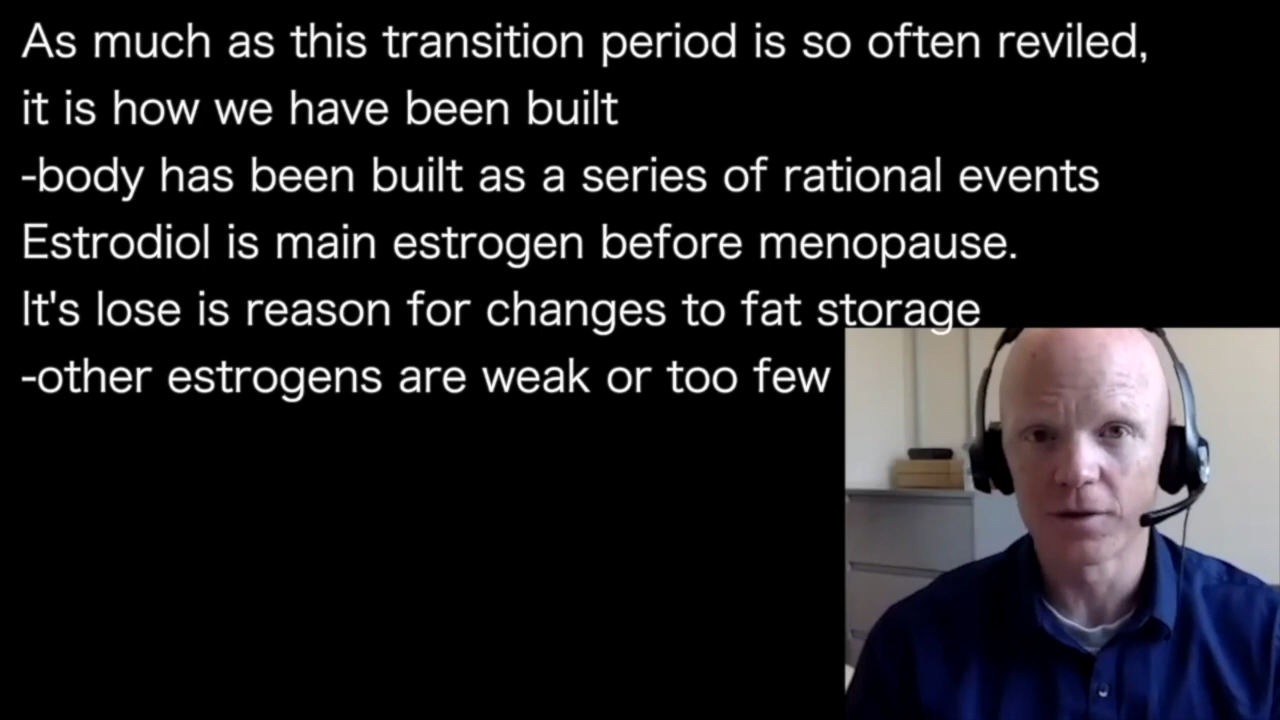 As much as this transition period is so often reviled,
it is how we have been built
-body has been built as a series of rational events
Estrodiol is main estrogen before menopause.
It's lose is reason for changes to fat storage
-other estrogens are weak or too few